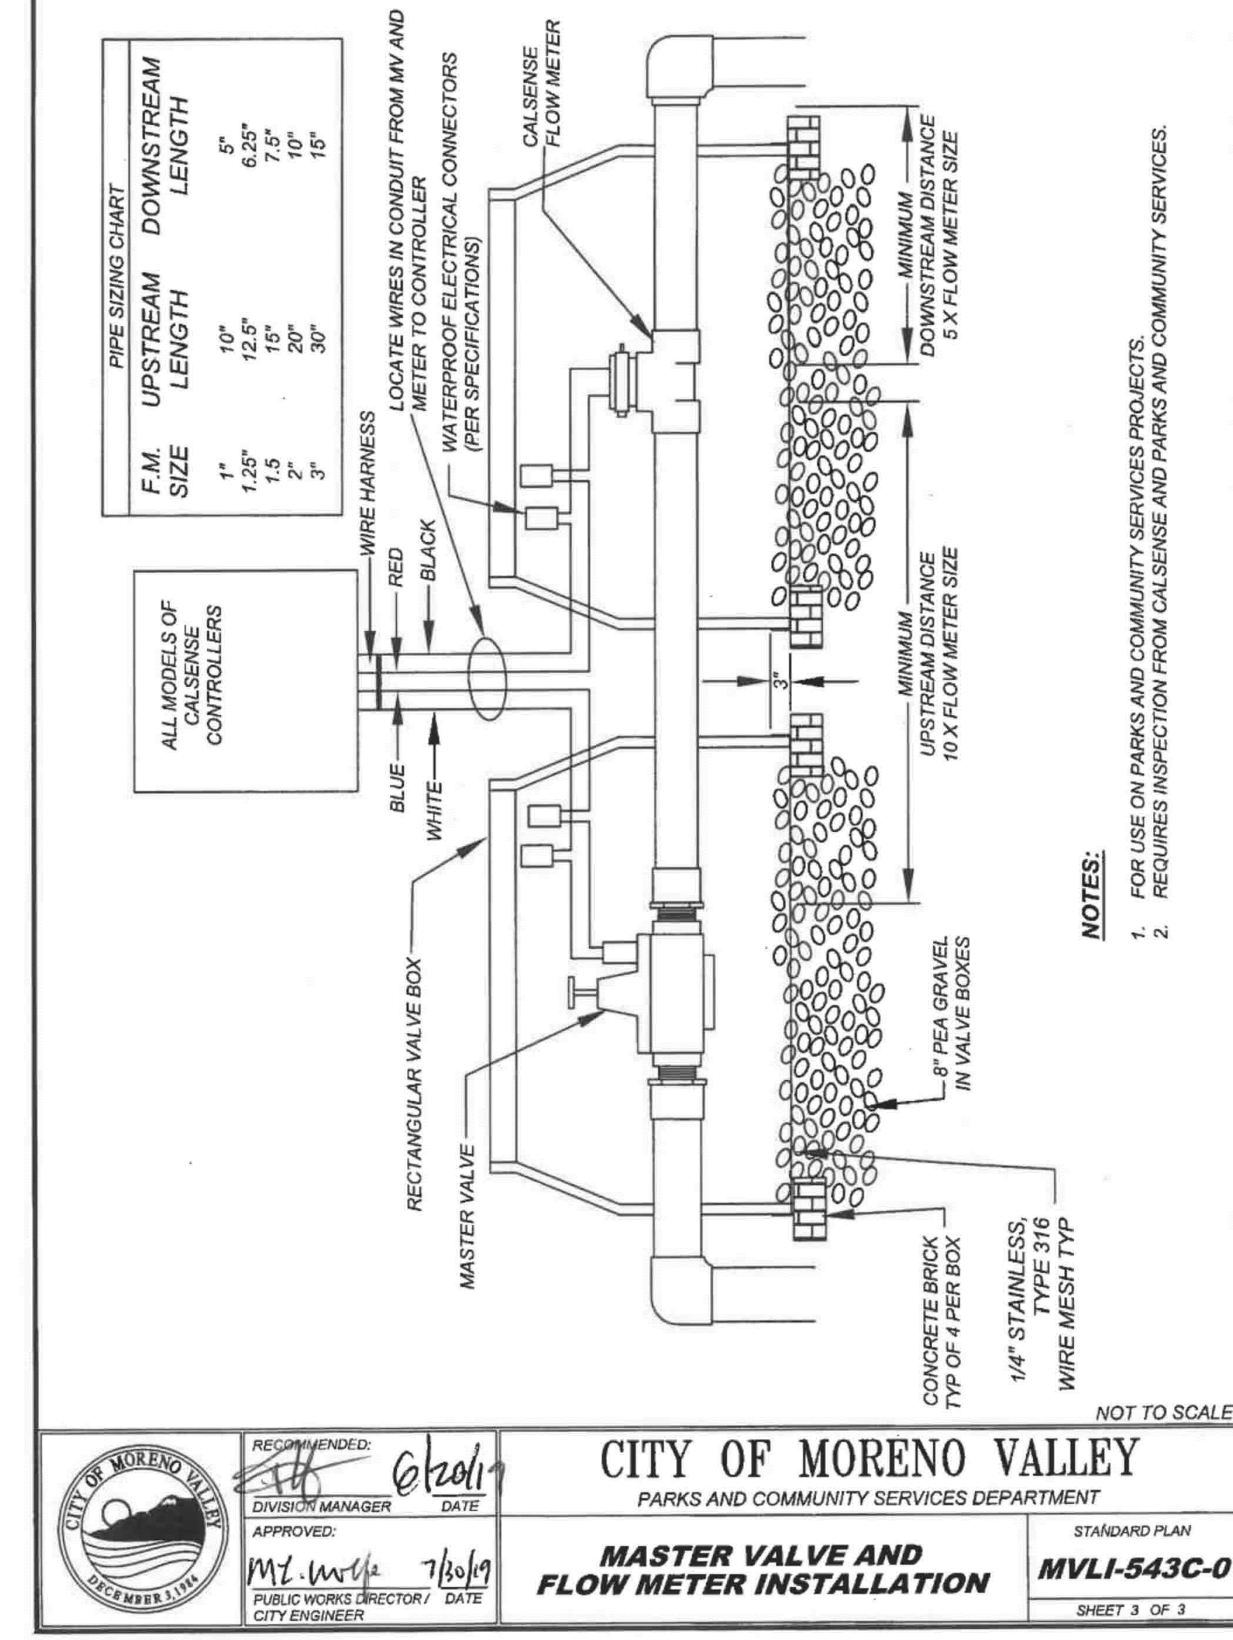 PIPE SIZING CHART
F.M. UPSTREAM DOWNSTREAM
SIZE LENGTH LENGTH
1" 10" 5"
1.25" 12.5" 6.25"
1.5 15" 7.5"
2" 20" 10"
3" 30" 15"
ALL MODELS OF
CALSENSE
CONTROLLERS
WIRE HARNESS
RED
BLACK
BLUE
WHITE
LOCATE WIRES IN CONDUIT FROM MV AND
METER TO CONTROLLER
WATERPROOF ELECTRICAL CONNECTORS
(PER SPECIFICATIONS)
CALSENSE
FLOW METER
RECTANGULAR VALVE BOX
MASTER VALVE
3"
MINIMUM
UPSTREAM DISTANCE
10 X FLOW METER SIZE
MINIMUM
DOWNSTREAM DISTANCE
5 X FLOW METER SIZE
8" PEA GRAVEL
IN VALVE BOXES
CONCRETE BRICK
TYP OF 4 PER BOX
1/4" STAINLESS,
TYPE 316
WIRE MESH TYP
NOTES:
1. FOR USE ON PARKS AND COMMUNITY SERVICES PROJECTS.
2. REQUIRES INSPECTION FROM CALSENSE AND PARKS AND COMMUNITY SERVICES.
NOT TO SCALE
CITY OF MORENO VALLEY
DECEMBER 3, 1984
RECOMMENDED:
6/20/19
DIVISION MANAGER DATE
APPROVED:
7/30/19
PUBLIC WORKS DIRECTOR / DATE
CITY ENGINEER
CITY OF MORENO VALLEY
PARKS AND COMMUNITY SERVICES DEPARTMENT
MASTER VALVE AND
FLOW METER INSTALLATION
STANDARD PLAN
MVLI-543C-0
SHEET 3 OF 3